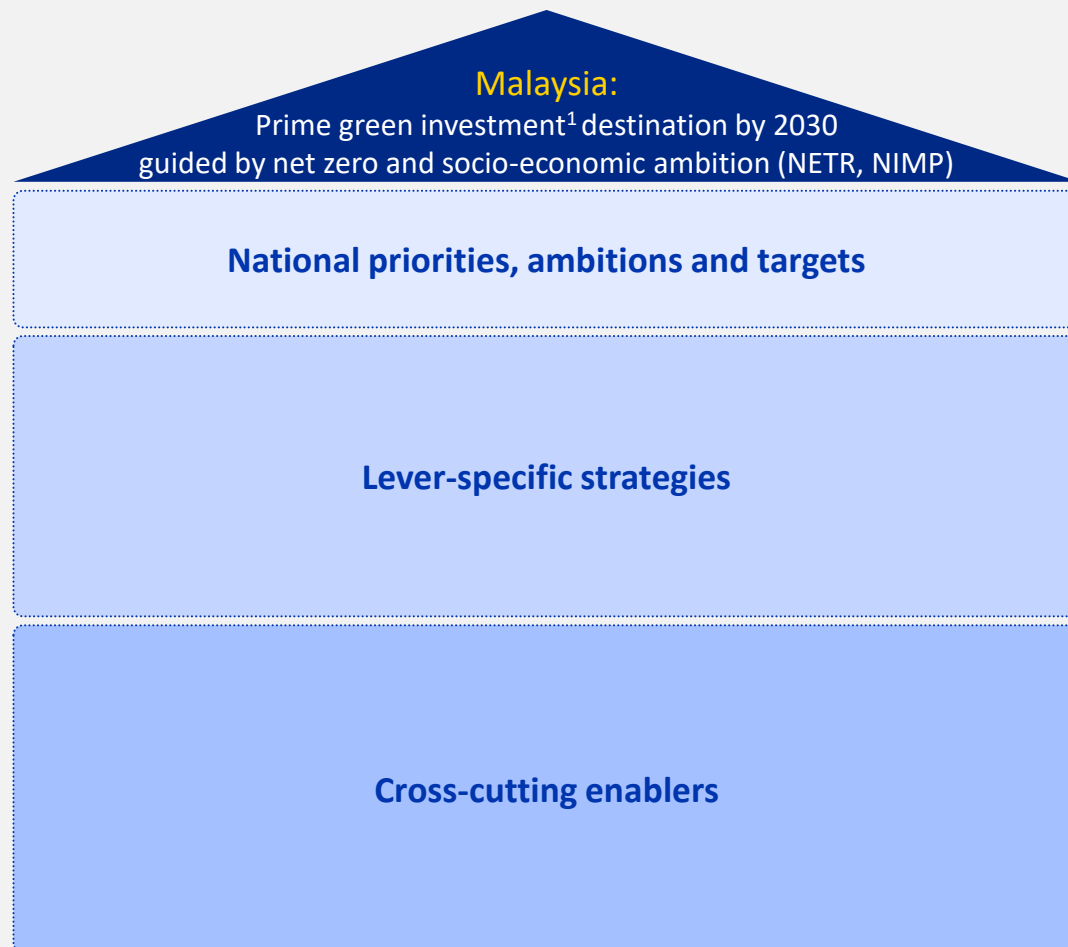 Malaysia:
Prime green investment¹ destination by 2030
guided by net zero and socio-economic ambition (NETR, NIMP)
National priorities, ambitions and targets
Lever-specific strategies
Cross-cutting enablers